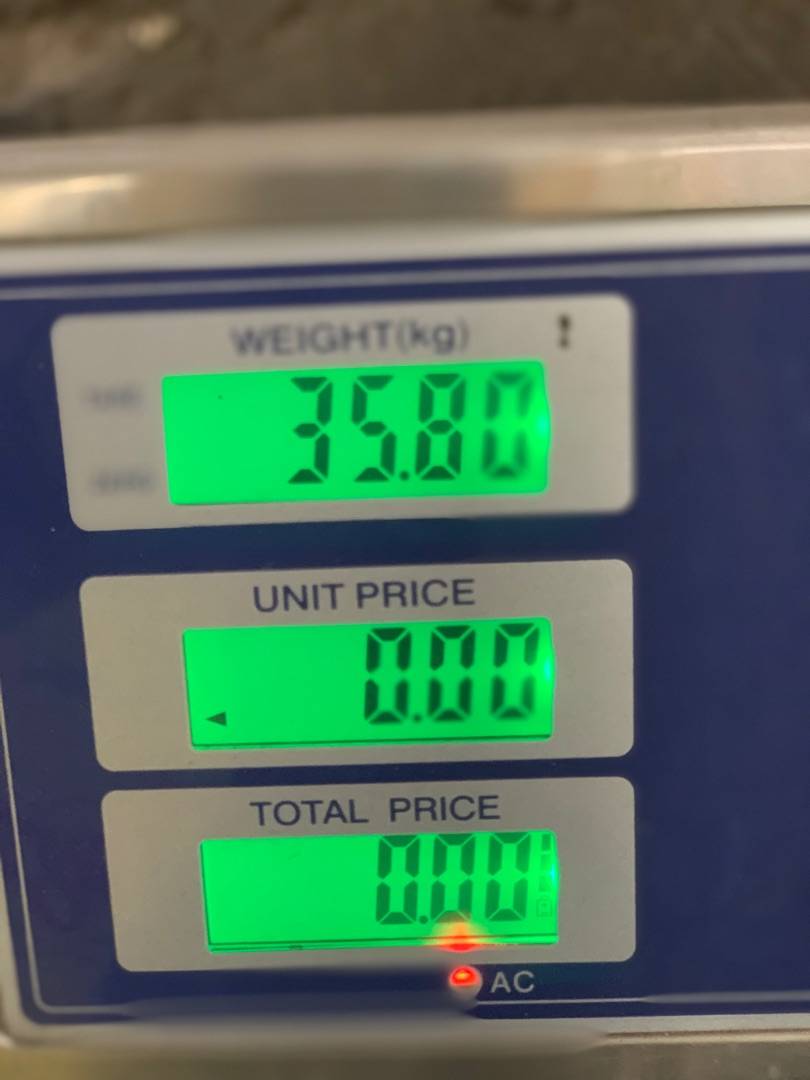 WEIGHT(kg)
35.80
UNIT PRICE
0.00
TOTAL PRICE
0.00
AC